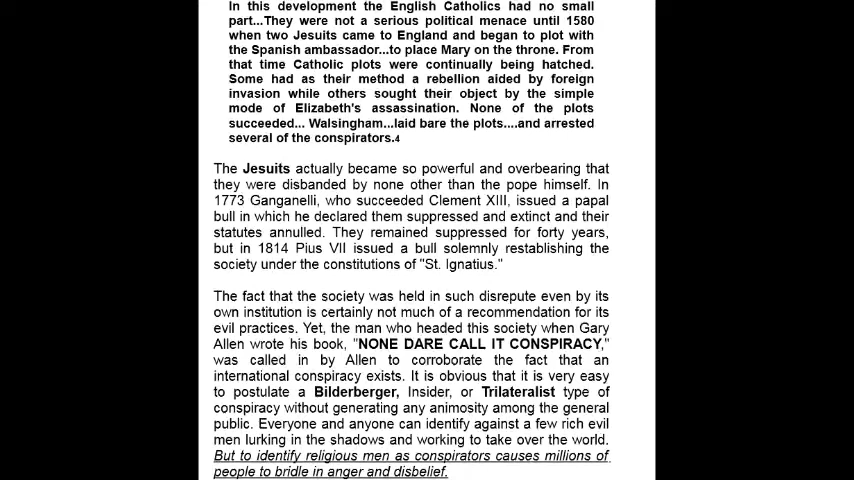 In this development the English Catholics had no small
part...They were not a serious political menace until 1580
when two Jesuits came to England and began to plot with
the Spanish ambassador...to place Mary on the throne. From
that time Catholic plots were continually being hatched.
Some had as their method a rebellion aided by foreign
invasion while others sought their object by the simple
mode of Elizabeth's assassination. None of the plots
succeeded... Walsingham...laid bare the plots....and arrested
several of the conspirators.4
The Jesuits actually became so powerful and overbearing that
they were disbanded by none other than the pope himself. In
1773 Ganganelli, who succeeded Clement XIII, issued a papal
bull in which he declared them suppressed and extinct and their
statutes annulled. They remained suppressed for forty years,
but in 1814 Pius VII issued a bull solemnly restablishing the
society under the constitutions of "St. Ignatius."
The fact that the society was held in such disrepute even by its
own institution is certainly not much of a recommendation for its
evil practices. Yet, the man who headed this society when Gary
Allen wrote his book, "NONE DARE CALL IT CONSPIRACY,"
was called in by Allen to corroborate the fact that an
international conspiracy exists. It is obvious that it is very easy
to postulate a Bilderberger, Insider, or Trilateralist type of
conspiracy without generating any animosity among the general
public. Everyone and anyone can identify against a few rich evil
men lurking in the shadows and working to take over the world.
But to identify religious men as conspirators causes millions of
people to bridle in anger and disbelief.